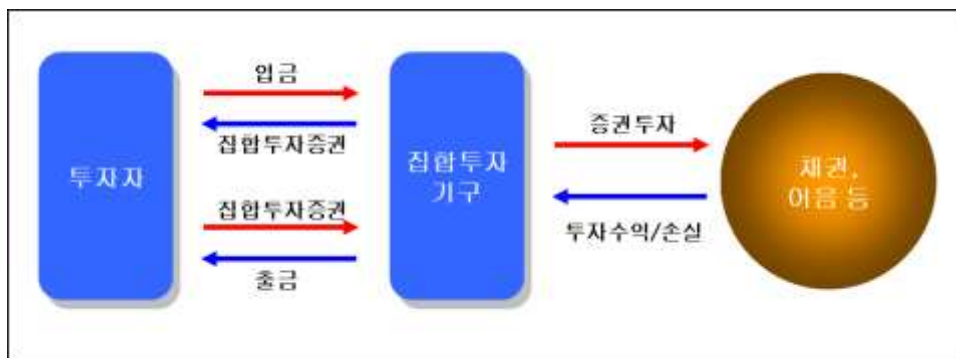 입금
집합투자증권
투자자
집합투자증권
출금
집합투자
기구
증권투자
투자수익/손실
채권,
어음 등